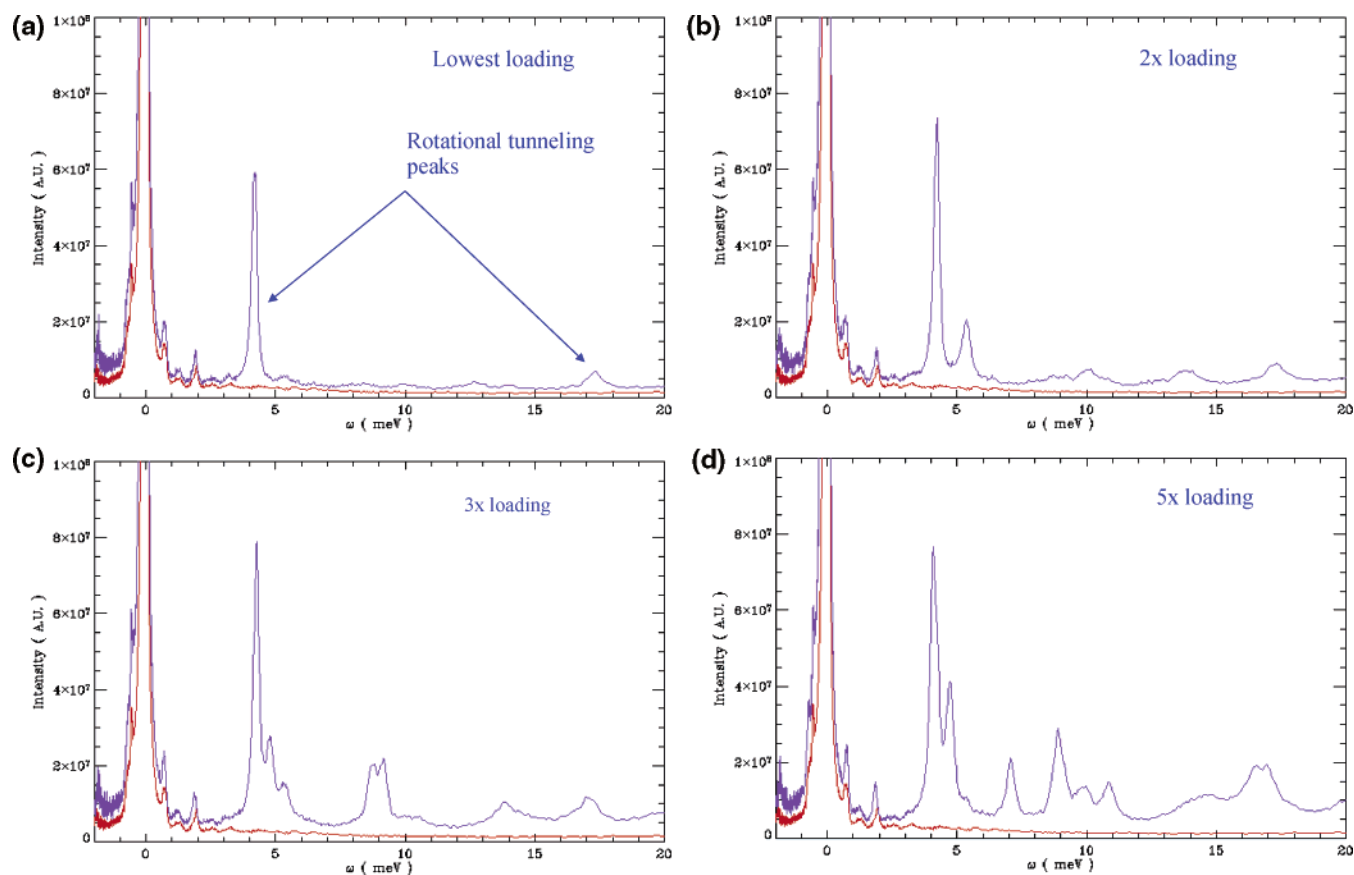 (a)
Lowest loading
Rotational tunneling
peaks
Intensity ( A.U. )
1×10⁸
8×10⁷
6×10⁷
4×10⁷
2×10⁷
0
0 5 10 15 20
ω ( meV )
(b)
2x loading
Intensity ( A.U. )
1×10⁸
8×10⁷
6×10⁷
4×10⁷
2×10⁷
0
0 5 10 15 20
ω ( meV )
(c)
3x loading
Intensity ( A.U. )
1×10⁸
8×10⁷
6×10⁷
4×10⁷
2×10⁷
0
0 5 10 15 20
ω ( meV )
(d)
5x loading
Intensity ( A.U. )
1×10⁸
8×10⁷
6×10⁷
4×10⁷
2×10⁷
0
0 5 10 15 20
ω ( meV )